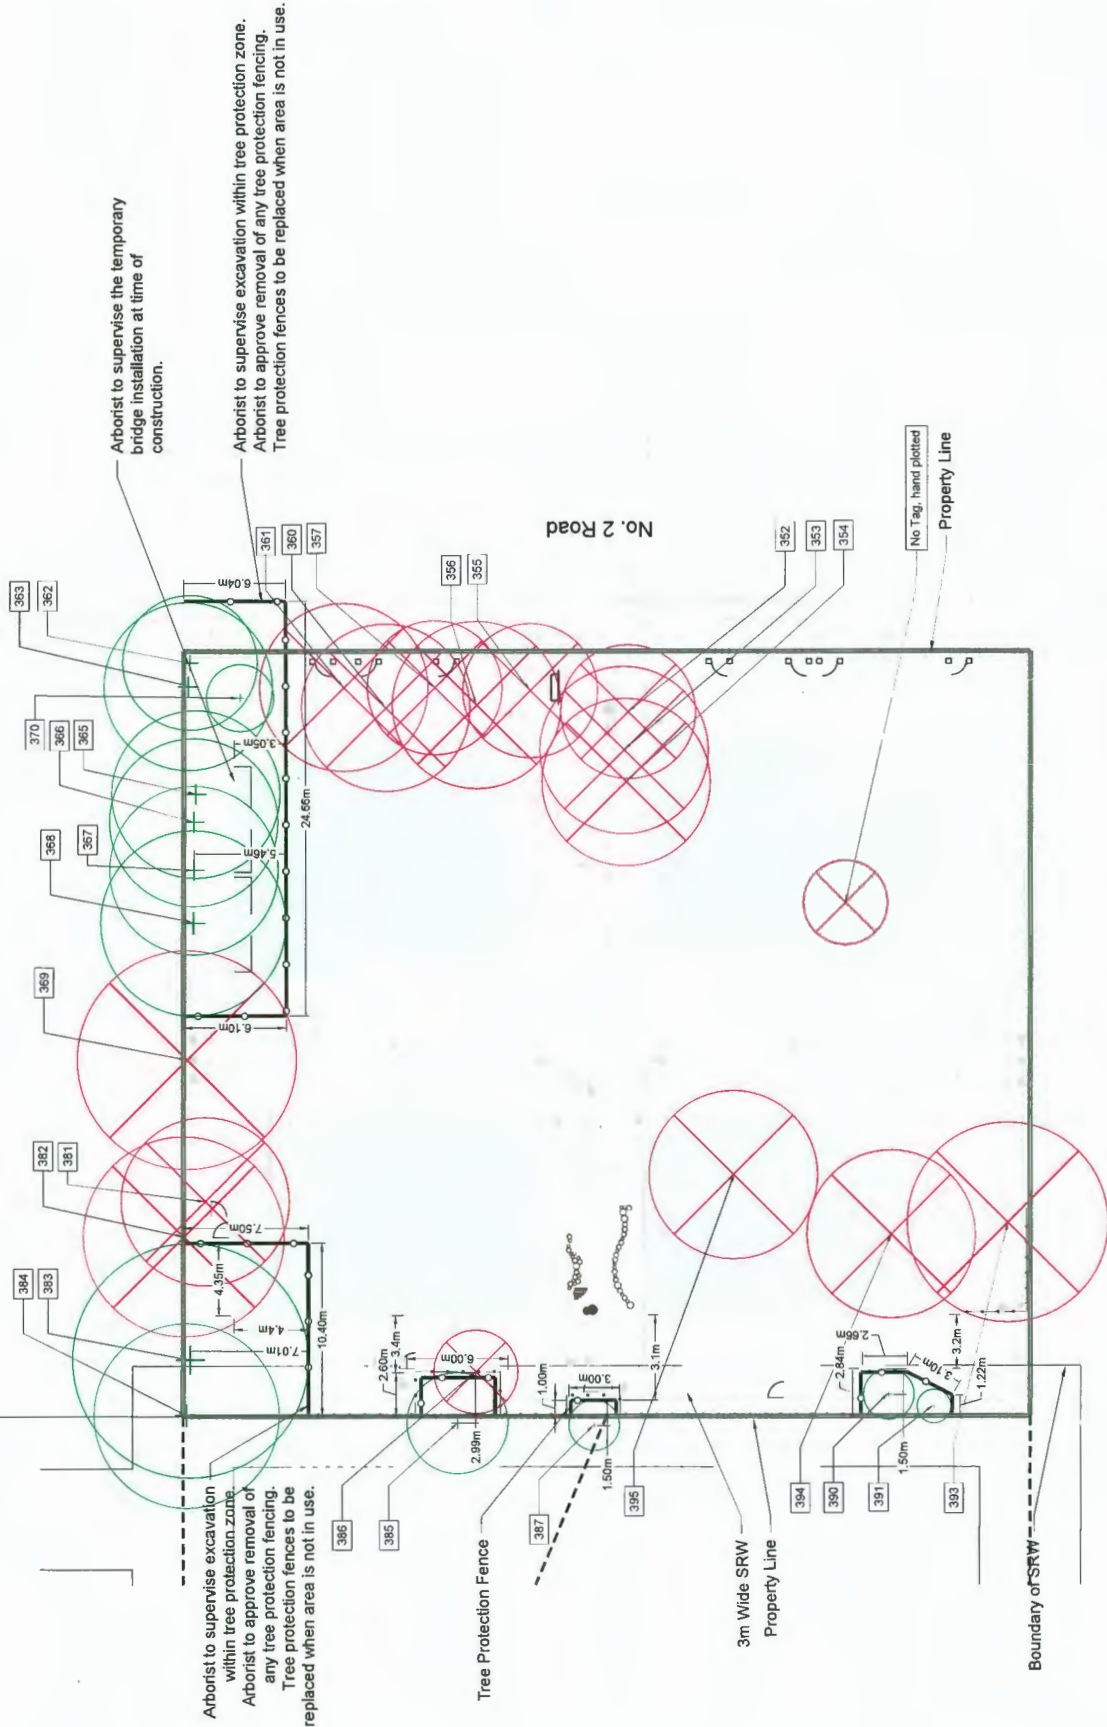 Arborist to supervise the temporary
bridge installation at time of
construction.
Arborist to supervise excavation within tree protection zone.
Arborist to approve removal of any tree protection fencing.
Tree protection fences to be replaced when area is not in use.
363
362
370
366
365
368
367
369
382
381
384
383
361
360
357
356
355
352
353
354
No. 2 Road
No Tag, hand plotted
Property Line
6.04m
3.05m
24.66m
5.46m
6.10m
7.50m
4.35m
4.4m
7.01m
10.40m
3.4m
2.60m
6.00m
2.99m
1.00m
3.00m
3.1m
1.50m
2.66m
2.84m
3.2m
3.10m
1.22m
1.50m
Arborist to supervise excavation
within tree protection zone.
Arborist to approve removal of
any tree protection fencing.
Tree protection fences to be
replaced when area is not in use.
386
385
Tree Protection Fence
387
395
3m Wide SRW
Property Line
394
390
391
393
Boundary of SRW